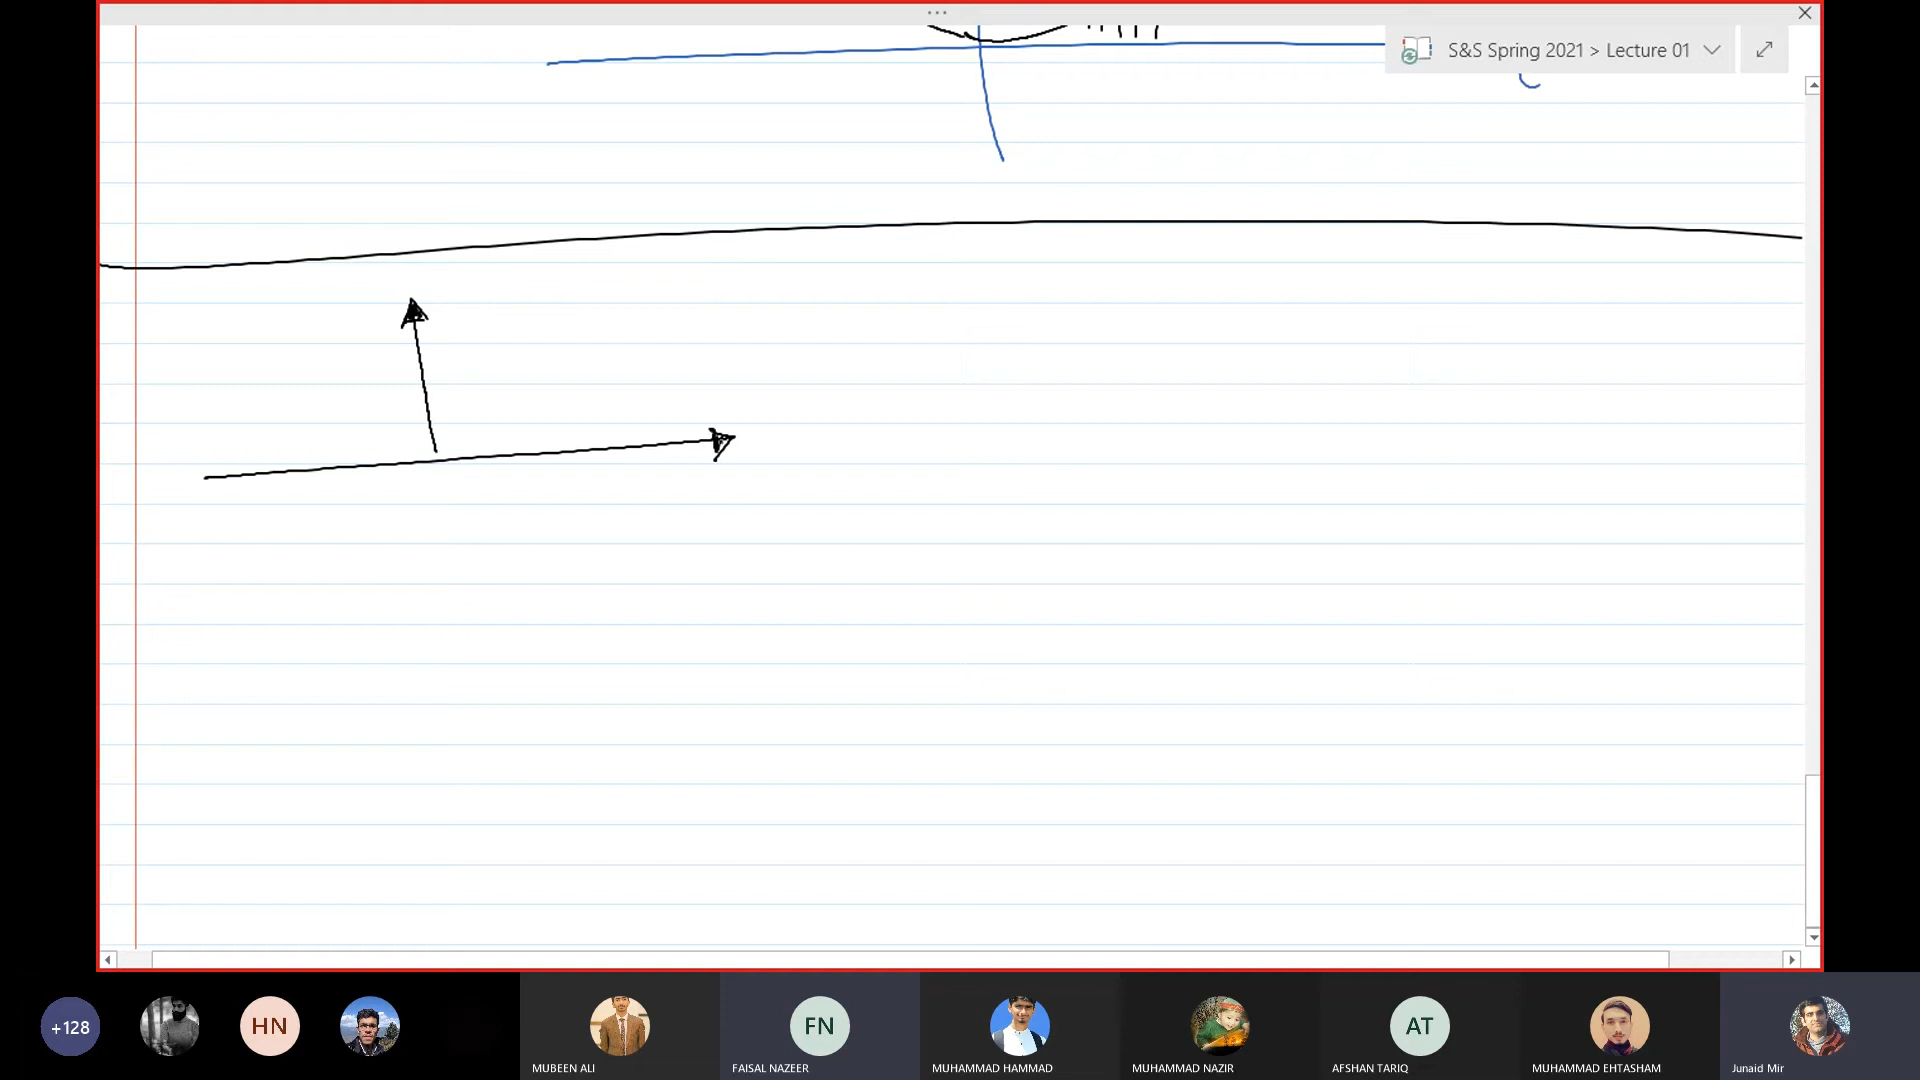 S&S Spring 2021 > Lecture 01
+128
HN
MUBEEN ALI
FN
FAISAL NAZEER
MUHAMMAD HAMMAD
MUHAMMAD NAZIR
AT
AFSHAN TARIQ
MUHAMMAD EHTASHAM
Junaid Mir